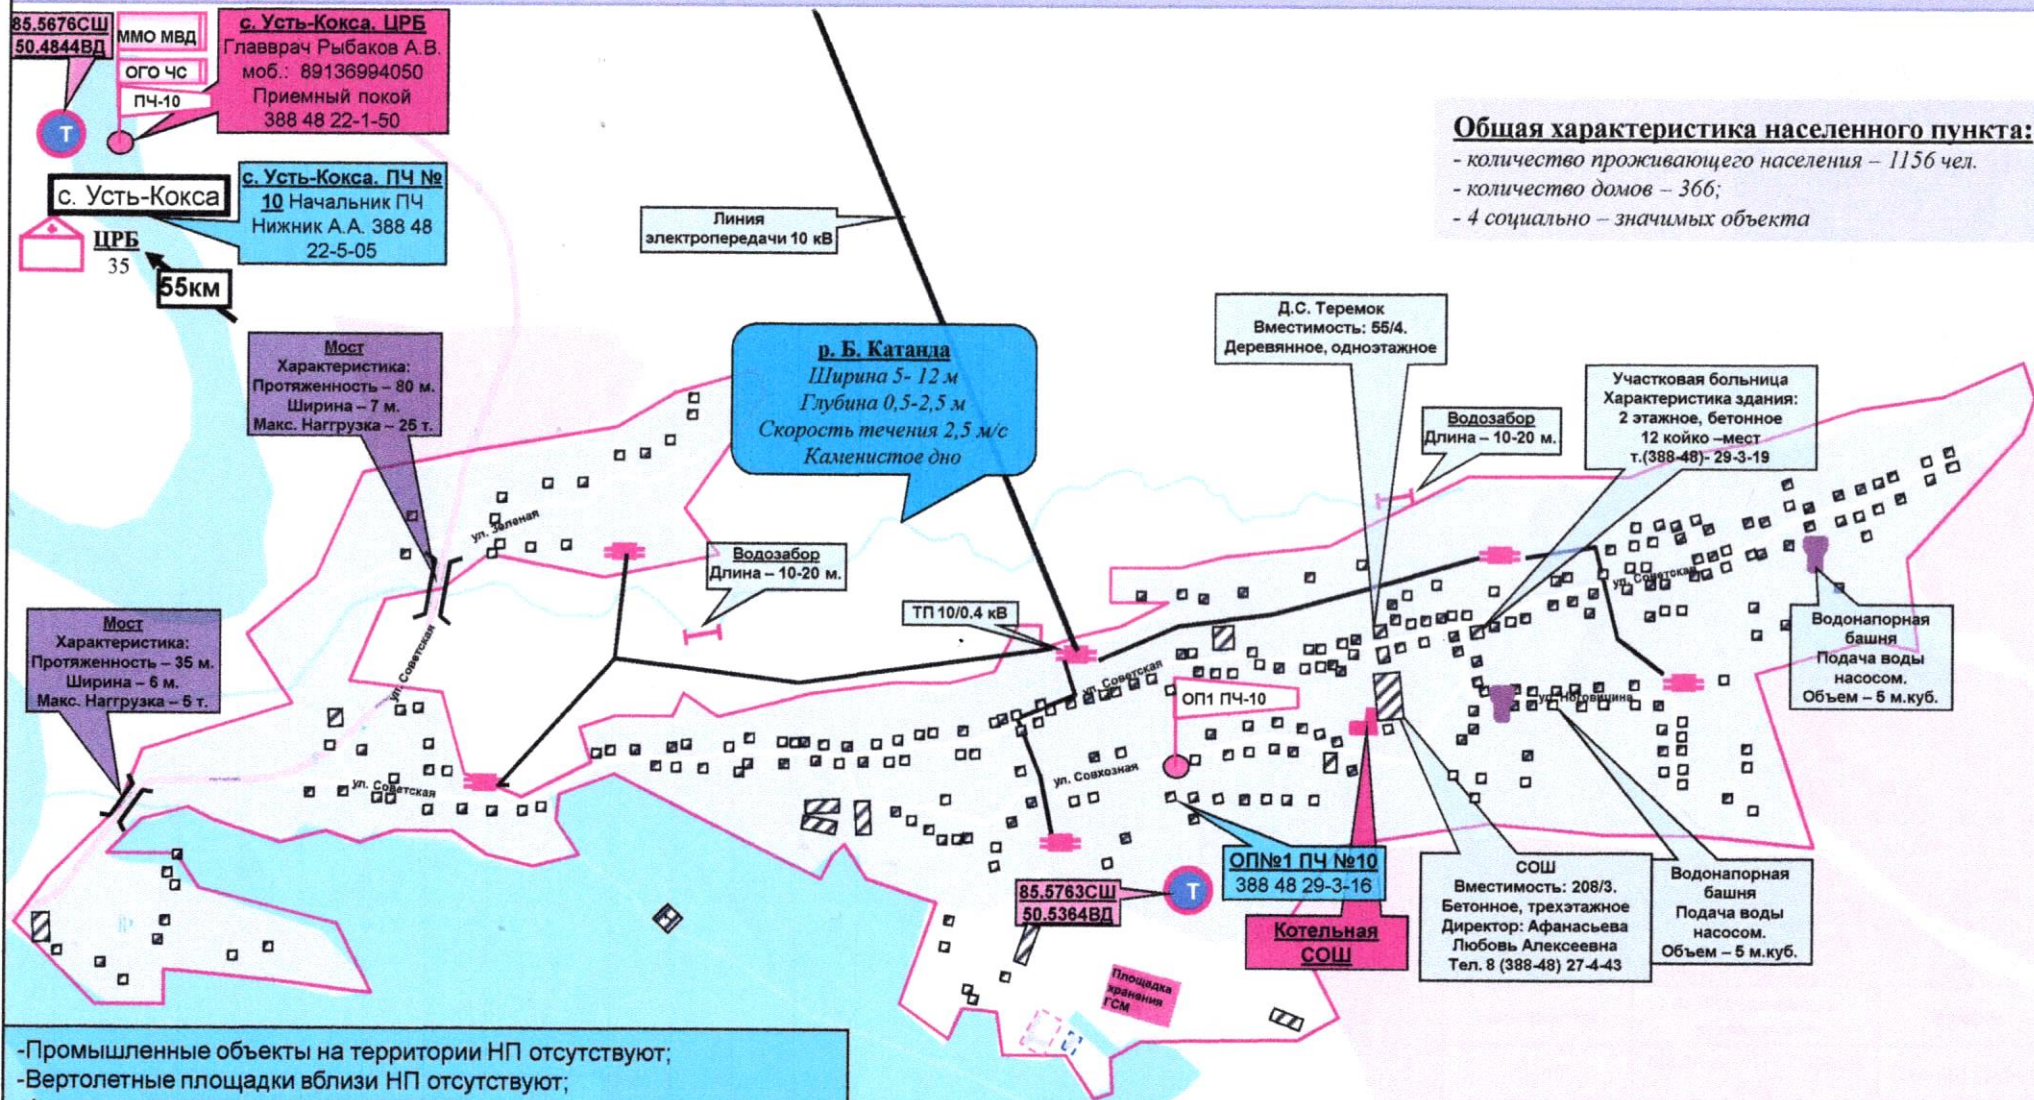 85.5676СШ
50.4844ВД
ММО МВД
ОГО ЧС
ПЧ-10
Т
с. Усть-Кокса. ЦРБ
Главврач Рыбаков А.В.
моб.: 89136994050
Приемный покой
388 48 22-1-50
с. Усть-Кокса
с. Усть-Кокса. ПЧ №
10 Начальник ПЧ
Нижник А.А. 388 48
22-5-05
ЦРБ
35
55км
Линия
электропередачи 10 кВ
Общая характеристика населенного пункта:
- количество проживающего населения – 1156 чел.
- количество домов – 366;
- 4 социально – значимых объекта
Мост
Характеристика:
Протяженность – 80 м.
Ширина – 7 м.
Макс. Наггрузка – 25 т.
р. Б. Катанда
Ширина 5- 12 м
Глубина 0,5-2,5 м
Скорость течения 2,5 м/с
Каменистое дно
Д.С. Теремок
Вместимость: 55/4.
Деревянное, одноэтажное
Водозабор
Длина – 10-20 м.
Участковая больница
Характеристика здания:
2 этажное, бетонное
12 койко –мест
т.(388-48)- 29-3-19
ул. Зеленая
Водозабор
Длина – 10-20 м.
ТП 10/0.4 кВ
ул. Советская
Мост
Характеристика:
Протяженность – 35 м.
Ширина – 6 м.
Макс. Наггрузка – 5 т.
ул. Советская
ул. Советская
ОП1 ПЧ-10
ул. Ноговицина
Водонапорная
башня
Подача воды
насосом.
Объем – 5 м.куб.
ул. Советская
ул. Совхозная
85.5763СШ
50.5364ВД
Т
ОП№1 ПЧ №10
388 48 29-3-16
Котельная
СОШ
СОШ
Вместимость: 208/3.
Бетонное, трехэтажное
Директор: Афанасьева
Любовь Алексеевна
Тел. 8 (388-48) 27-4-43
Водонапорная
башня
Подача воды
насосом.
Объем – 5 м.куб.
Площадка
хранения
ГСМ
-Промышленные объекты на территории НП отсутствуют;
-Вертолетные площадки вблизи НП отсутствуют;